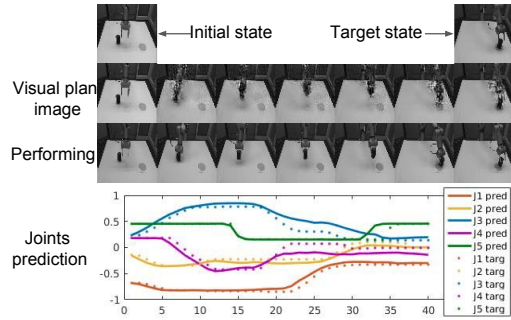 Initial state
Target state
Visual plan
image
Performing
Joints
prediction
1
0.5
0
-0.5
-1
0 5 10 15 20 25 30 35 40
J1 pred
J2 pred
J3 pred
J4 pred
J5 pred
J1 targ
J2 targ
J3 targ
J4 targ
J5 targ